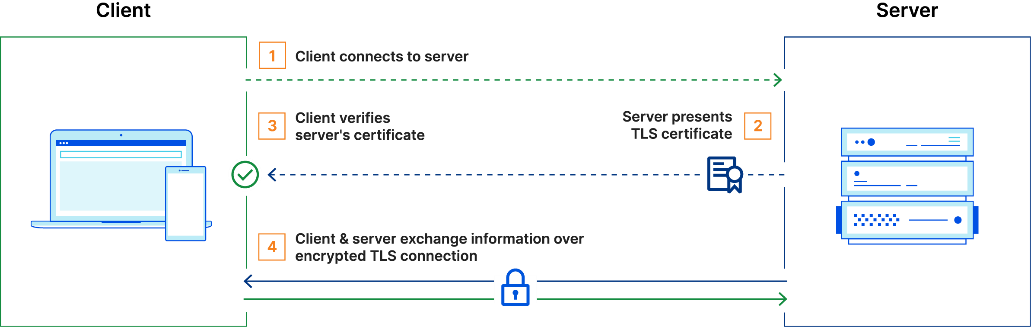 Client
Server
1
Client connects to server
3
Client verifies
server's certificate
Server presents
TLS certificate
2
4
Client & server exchange information over
encrypted TLS connection